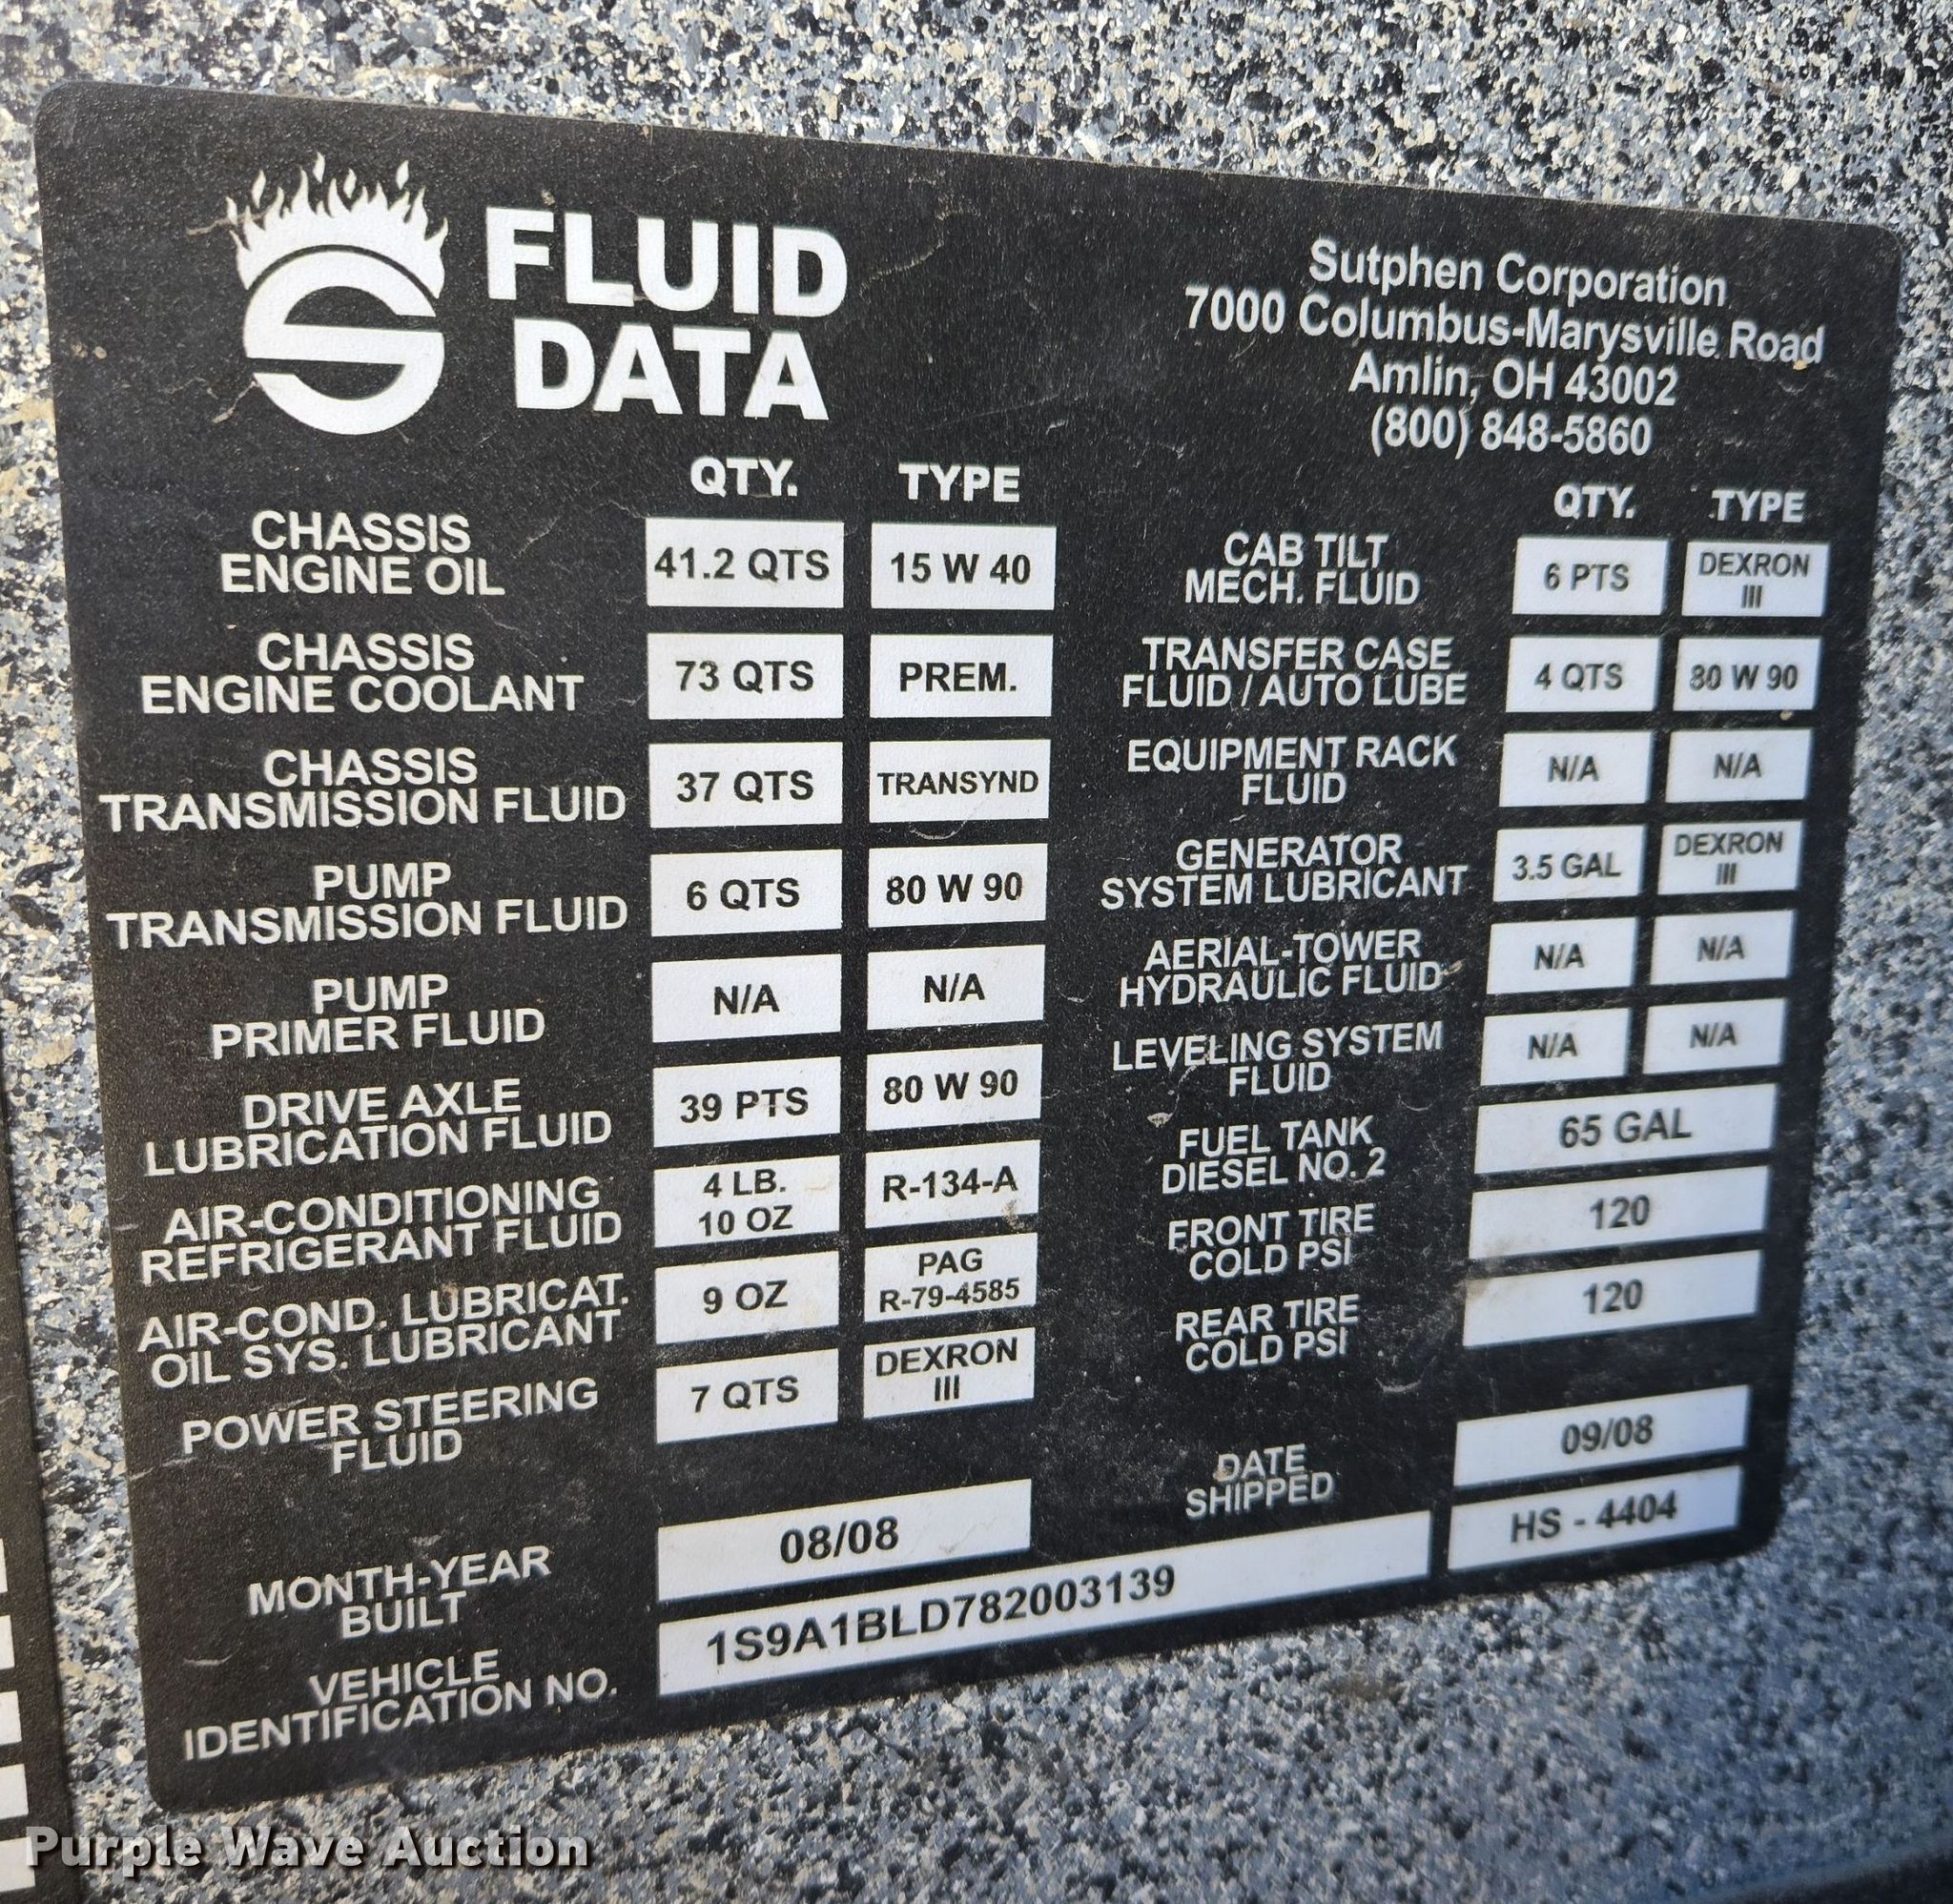 FLUID
DATA
Sutphen Corporation
7000 Columbus-Marysville Road
Amlin, OH 43002
(800) 848-5860
QTY. TYPE
CHASSIS
ENGINE OIL
41.2 QTS 15 W 40
CHASSIS
ENGINE COOLANT
73 QTS PREM.
CHASSIS
TRANSMISSION FLUID
37 QTS TRANSYND
PUMP
TRANSMISSION FLUID
6 QTS 80 W 90
PUMP
PRIMER FLUID
N/A N/A
DRIVE AXLE
LUBRICATION FLUID
39 PTS 80 W 90
AIR-CONDITIONING
REFRIGERANT FLUID
4 LB.
10 OZ
R-134-A
AIR-COND. LUBRICAT.
OIL SYS. LUBRICANT
9 OZ
PAG
R-79-4585
POWER STEERING
FLUID
7 QTS
DEXRON
III
QTY. TYPE
CAB TILT
MECH. FLUID
6 PTS
DEXRON
III
TRANSFER CASE
FLUID / AUTO LUBE
4 QTS 80 W 90
EQUIPMENT RACK
FLUID
N/A N/A
GENERATOR
SYSTEM LUBRICANT
3.5 GAL
DEXRON
III
AERIAL-TOWER
HYDRAULIC FLUID
N/A N/A
LEVELING SYSTEM
FLUID
N/A N/A
FUEL TANK
DIESEL NO. 2
65 GAL
FRONT TIRE
COLD PSI
120
REAR TIRE
COLD PSI
120
MONTH-YEAR
BUILT
08/08
DATE
SHIPPED
09/08
VEHICLE
IDENTIFICATION NO.
1S9A1BLD782003139
HS - 4404
Purple Wave Auction